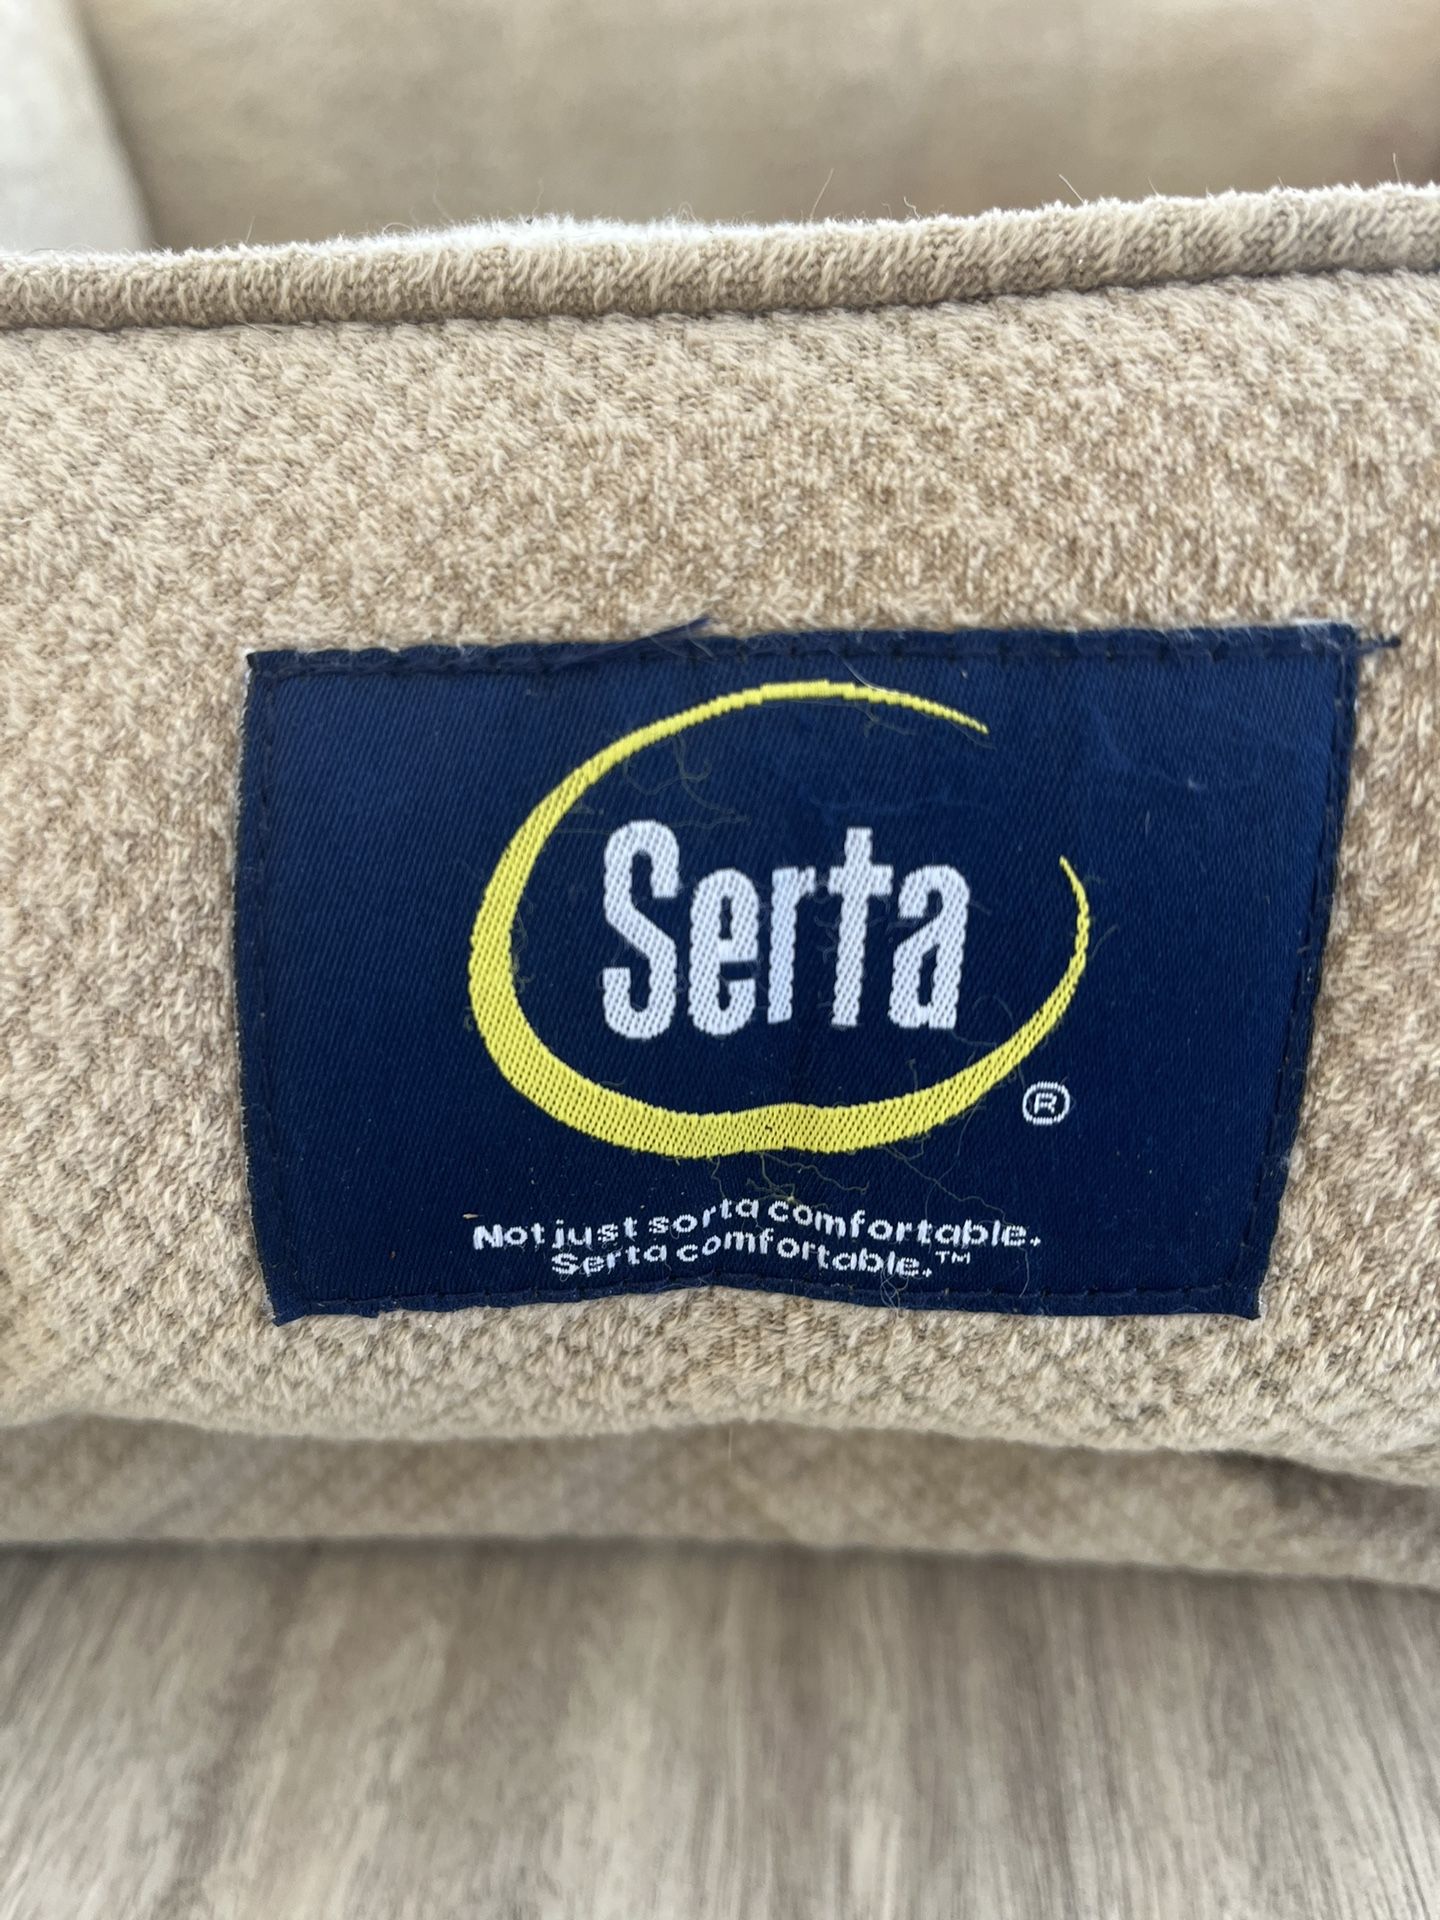 Serta
®
Not just sorta comfortable.
Serta comfortable.™